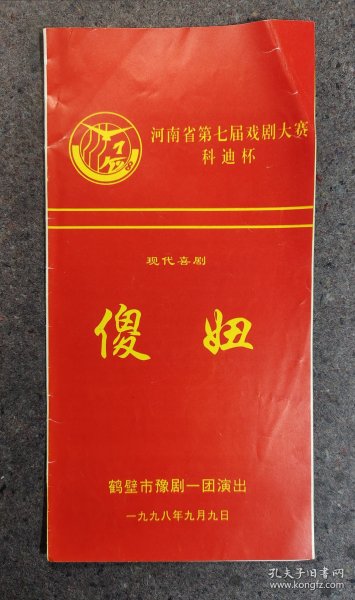 河南省第七届戏剧大赛
科迪杯
现代喜剧
傻妞
鹤壁市豫剧一团演出
一九九八年九月九日
孔夫子旧书网